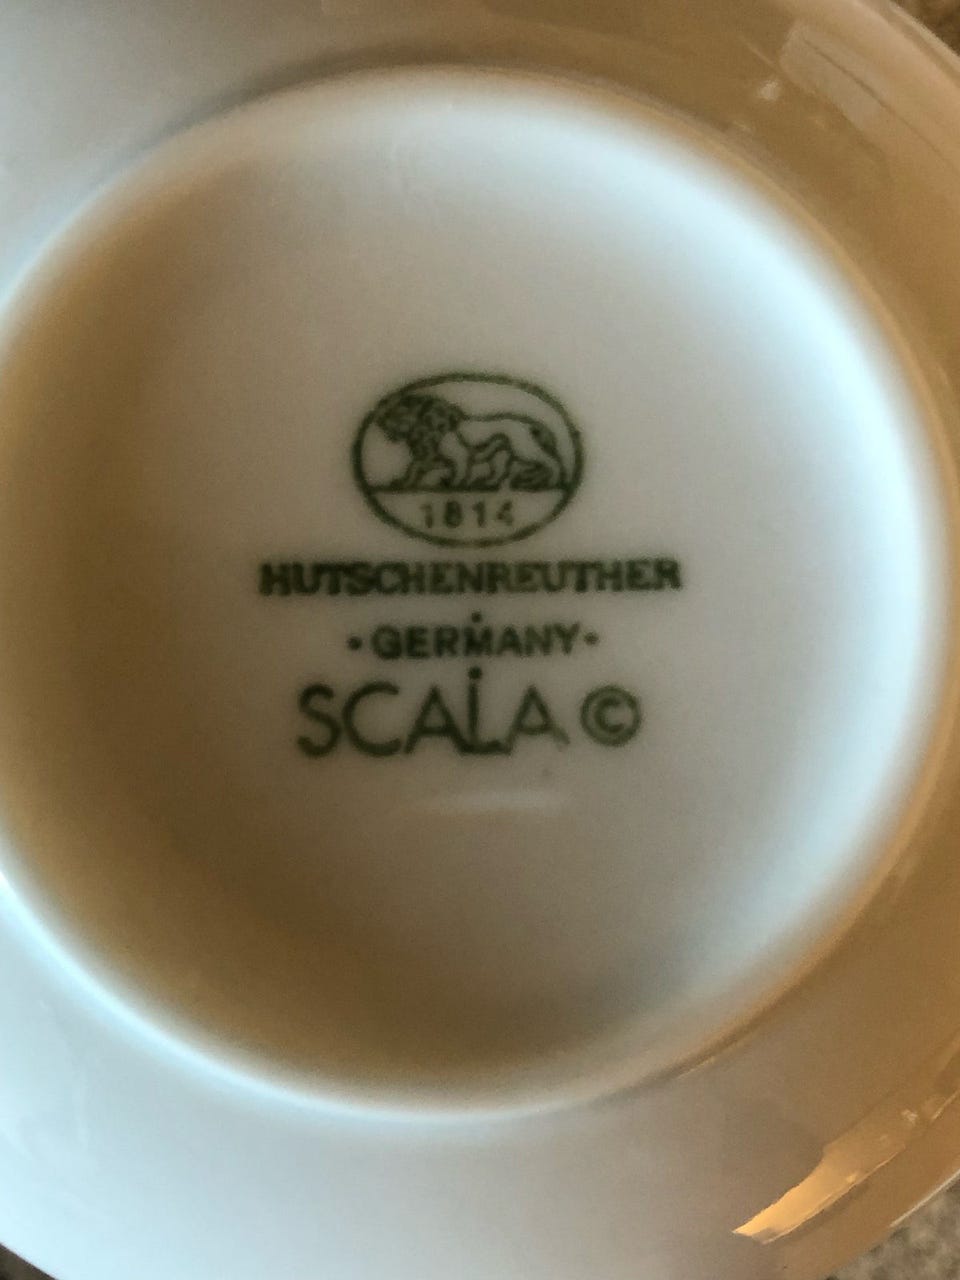 1814
HUTSCHENREUTHER
· GERMANY ·
SCALA ©